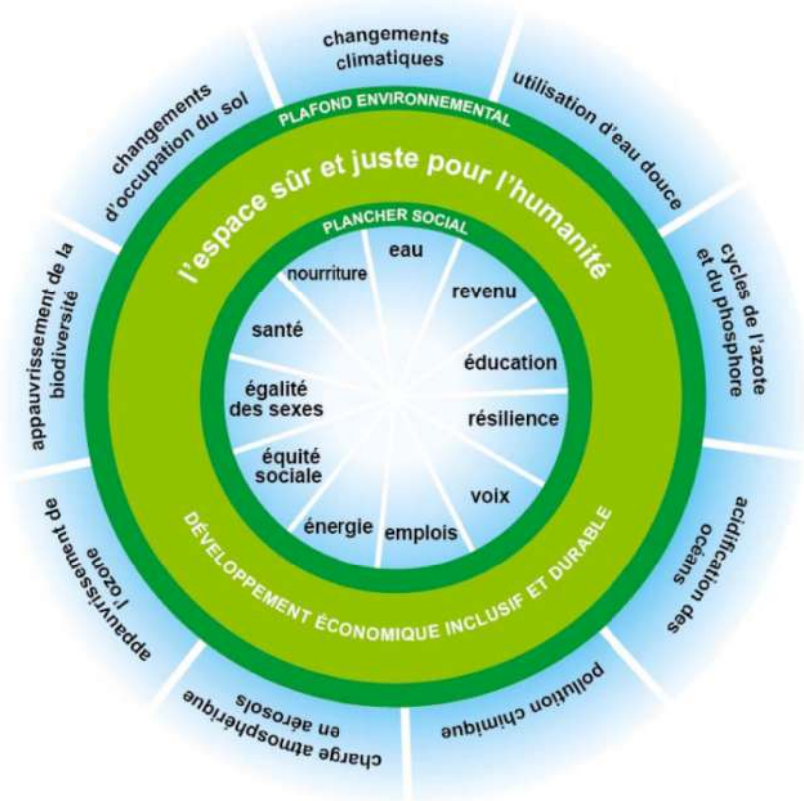 changements
climatiques
utilisation d'eau douce
cycles de l'azote
et du phosphore
acidification des
océans
pollution chimique
charge atmosphérique
en aérosols
appauvrissement de
l'ozone
appauvrissement de la
biodiversité
changements
d'occupation du sol
PLAFOND ENVIRONNEMENTAL
l'espace sûr et juste pour l'humanité
PLANCHER SOCIAL
eau
revenu
éducation
résilience
voix
emplois
énergie
équité
sociale
égalité
des sexes
santé
nourriture
DÉVELOPPEMENT ÉCONOMIQUE INCLUSIF ET DURABLE